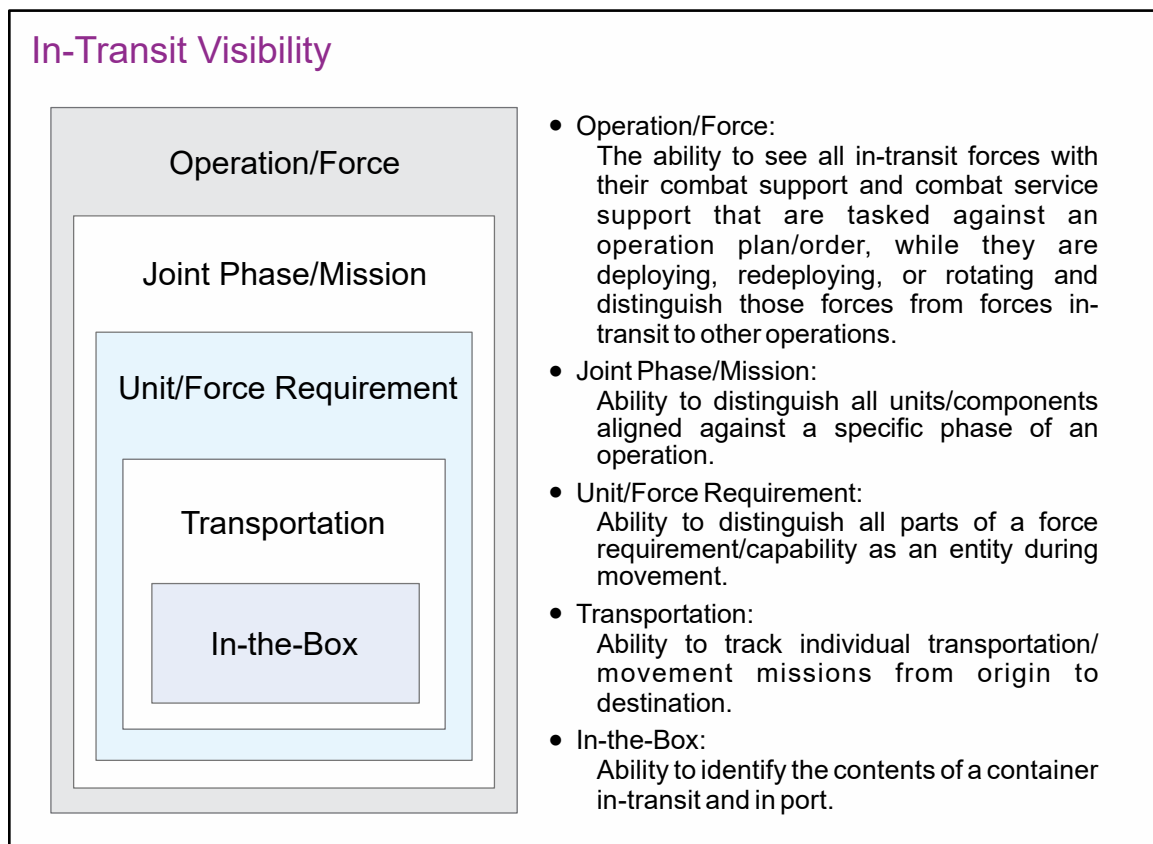 In-Transit Visibility
Operation/Force
Joint Phase/Mission
Unit/Force Requirement
Transportation
In-the-Box
• Operation/Force:
The ability to see all in-transit forces with
their combat support and combat service
support that are tasked against an
operation plan/order, while they are
deploying, redeploying, or rotating and
distinguish those forces from forces in-
transit to other operations.
• Joint Phase/Mission:
Ability to distinguish all units/components
aligned against a specific phase of an
operation.
• Unit/Force Requirement:
Ability to distinguish all parts of a force
requirement/capability as an entity during
movement.
• Transportation:
Ability to track individual transportation/
movement missions from origin to
destination.
• In-the-Box:
Ability to identify the contents of a container
in-transit and in port.